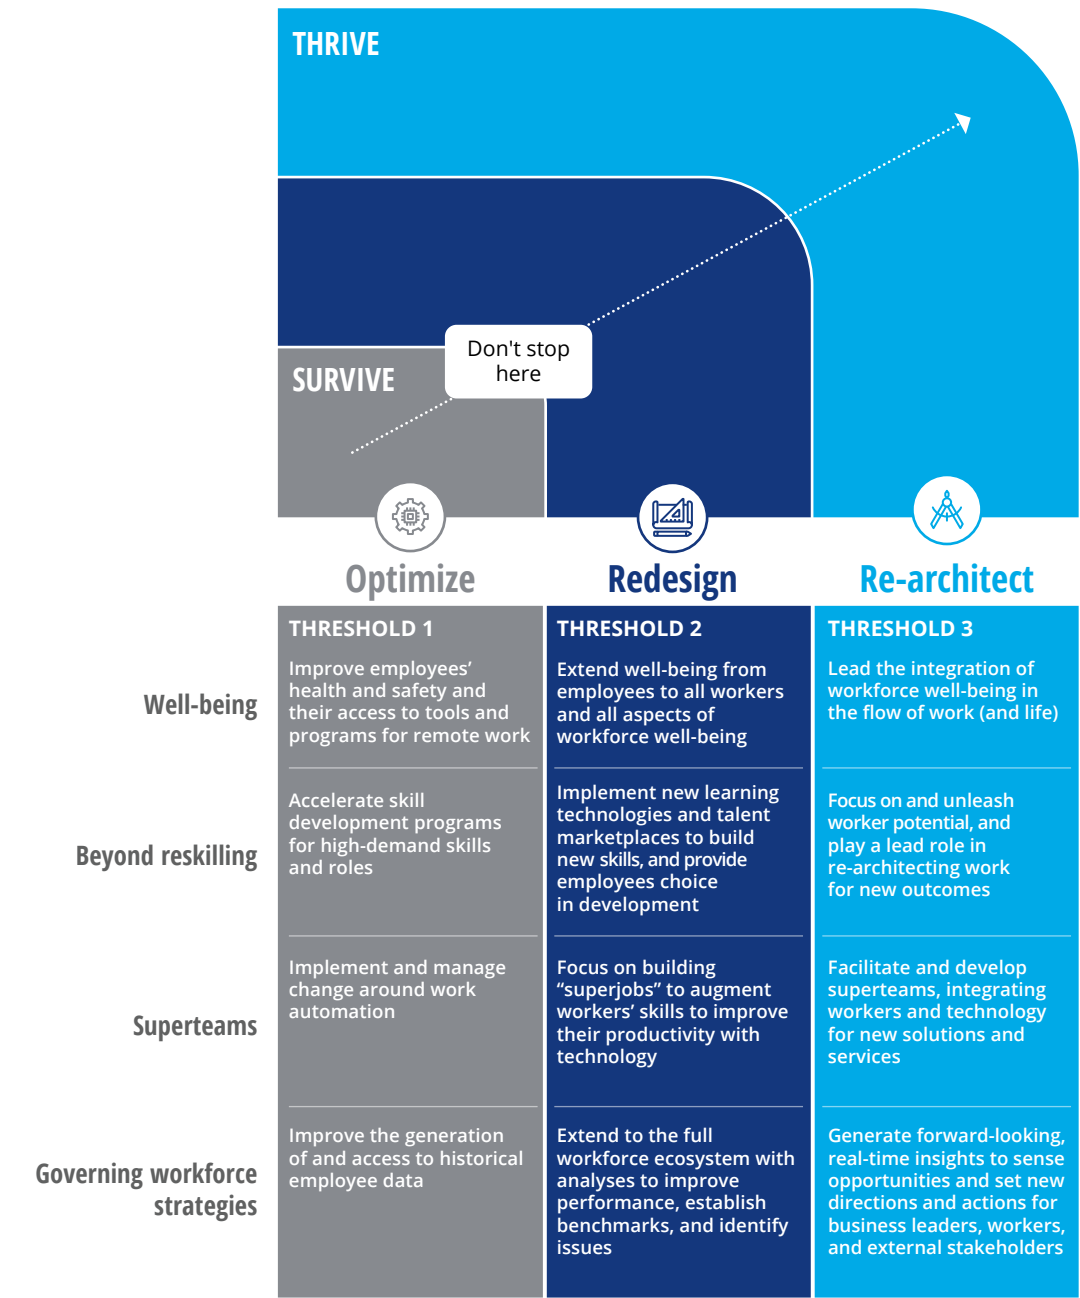 THRIVE
Don't stop
here
SURVIVE
Optimize
Redesign
Re-architect
THRESHOLD 1
THRESHOLD 2
THRESHOLD 3
Well-being
Improve employees’
health and safety and
their access to tools and
programs for remote work
Extend well-being from
employees to all workers
and all aspects of
workforce well-being
Lead the integration of
workforce well-being in
the flow of work (and life)
Beyond reskilling
Accelerate skill
development programs
for high-demand skills
and roles
Implement new learning
technologies and talent
marketplaces to build
new skills, and provide
employees choice
in development
Focus on and unleash
worker potential, and
play a lead role in
re-architecting work
for new outcomes
Superteams
Implement and manage
change around work
automation
Focus on building
“superjobs” to augment
workers’ skills to improve
their productivity with
technology
Facilitate and develop
superteams, integrating
workers and technology
for new solutions and
services
Governing workforce
strategies
Improve the generation
of and access to historical
employee data
Extend to the full
workforce ecosystem with
analyses to improve
performance, establish
benchmarks, and identify
issues
Generate forward-looking,
real-time insights to sense
opportunities and set new
directions and actions for
business leaders, workers,
and external stakeholders